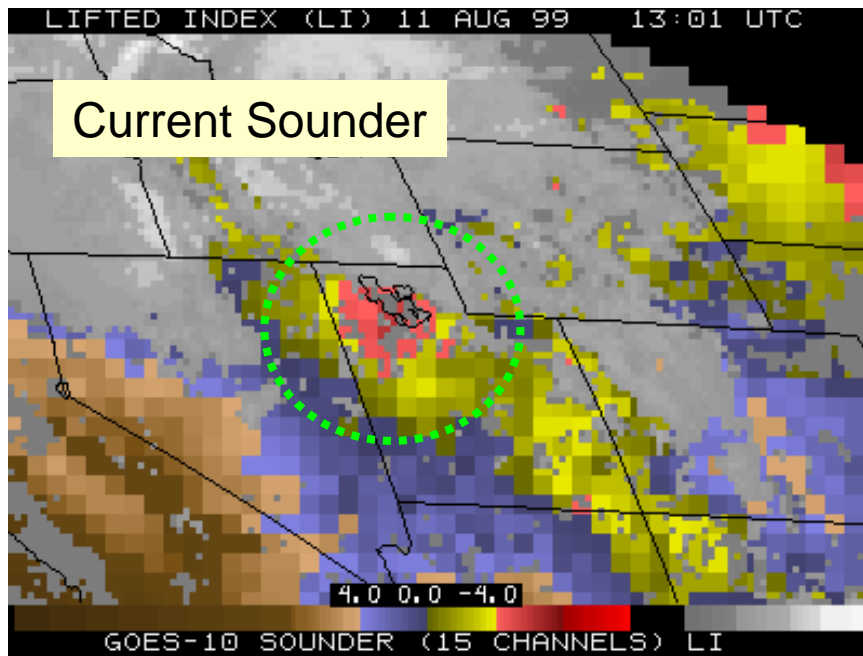 LIFTED INDEX (LI) 11 AUG 99 13:01 UTC
Current Sounder
4.0 0.0 -4.0
GOES-10 SOUNDER (15 CHANNELS) LI